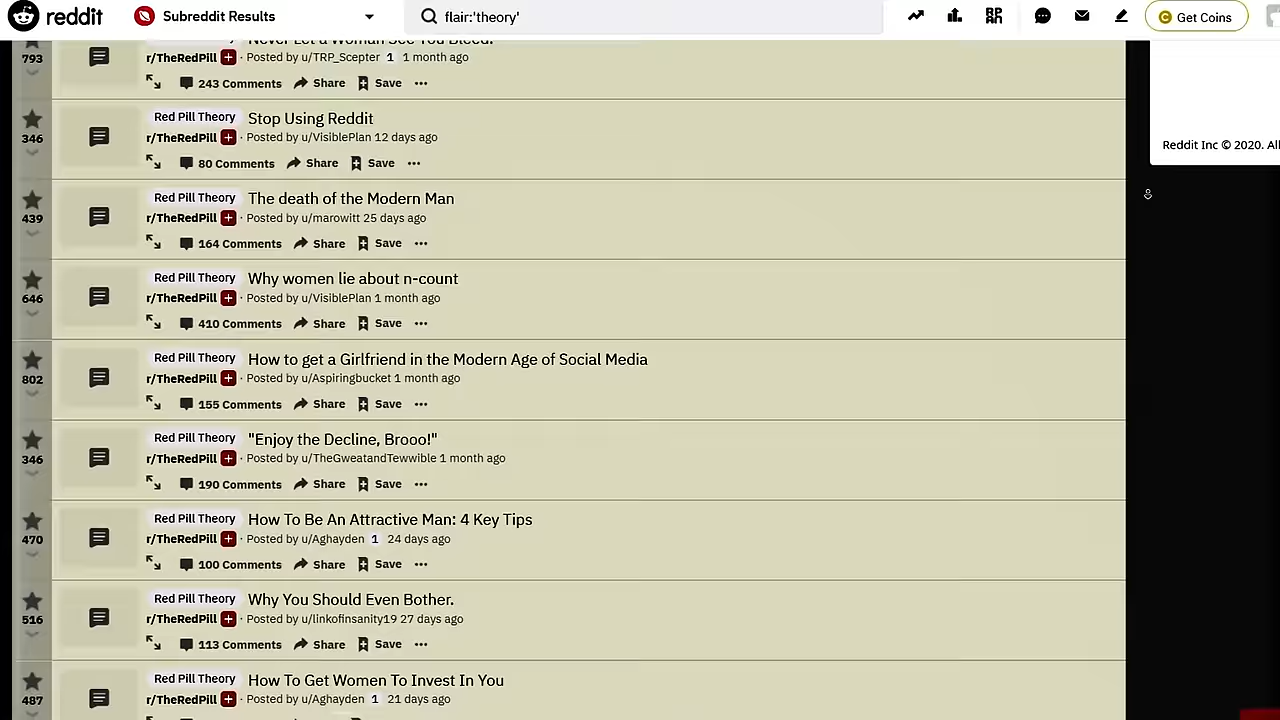 reddit Subreddit Results flair:'theory' Get Coins
Never Let a Woman See You Bleed.
793 r/TheRedPill · Posted by u/TRP_Scepter 1 1 month ago
243 Comments Share Save
Red Pill Theory Stop Using Reddit
346 r/TheRedPill · Posted by u/VisiblePlan 12 days ago
Reddit Inc © 2020. All
80 Comments Share Save
Red Pill Theory The death of the Modern Man
439 r/TheRedPill · Posted by u/marowitt 25 days ago
164 Comments Share Save
Red Pill Theory Why women lie about n-count
646 r/TheRedPill · Posted by u/VisiblePlan 1 month ago
410 Comments Share Save
Red Pill Theory How to get a Girlfriend in the Modern Age of Social Media
802 r/TheRedPill · Posted by u/Aspiringbucket 1 month ago
155 Comments Share Save
Red Pill Theory "Enjoy the Decline, Brooo!"
346 r/TheRedPill · Posted by u/TheGweatandTewwible 1 month ago
190 Comments Share Save
Red Pill Theory How To Be An Attractive Man: 4 Key Tips
470 r/TheRedPill · Posted by u/Aghayden 1 24 days ago
100 Comments Share Save
Red Pill Theory Why You Should Even Bother.
516 r/TheRedPill · Posted by u/linkofinsanity19 27 days ago
113 Comments Share Save
Red Pill Theory How To Get Women To Invest In You
487 r/TheRedPill · Posted by u/Aghayden 1 21 days ago